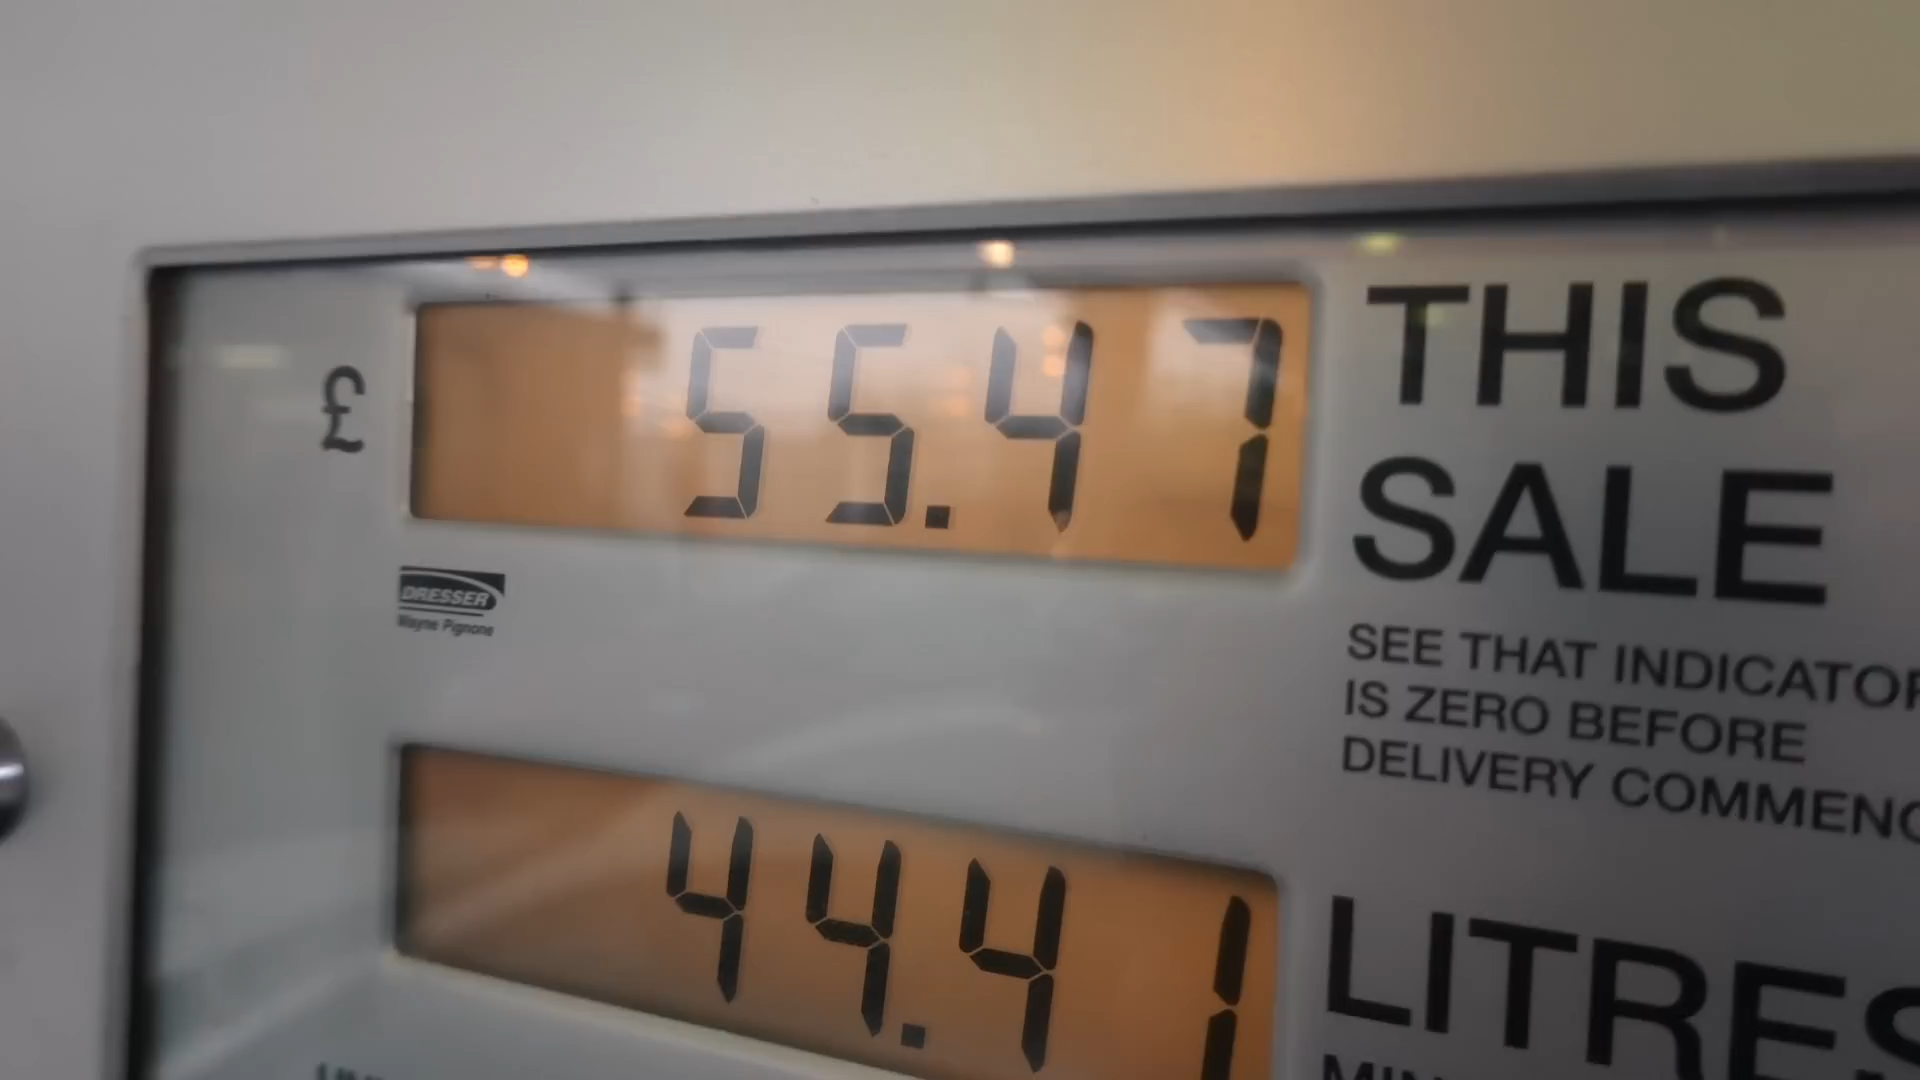 £ 55.47 THIS
SALE
DRESSER
Wayne Pignone
SEE THAT INDICATOR
IS ZERO BEFORE
DELIVERY COMMENC
44.41 LITRES